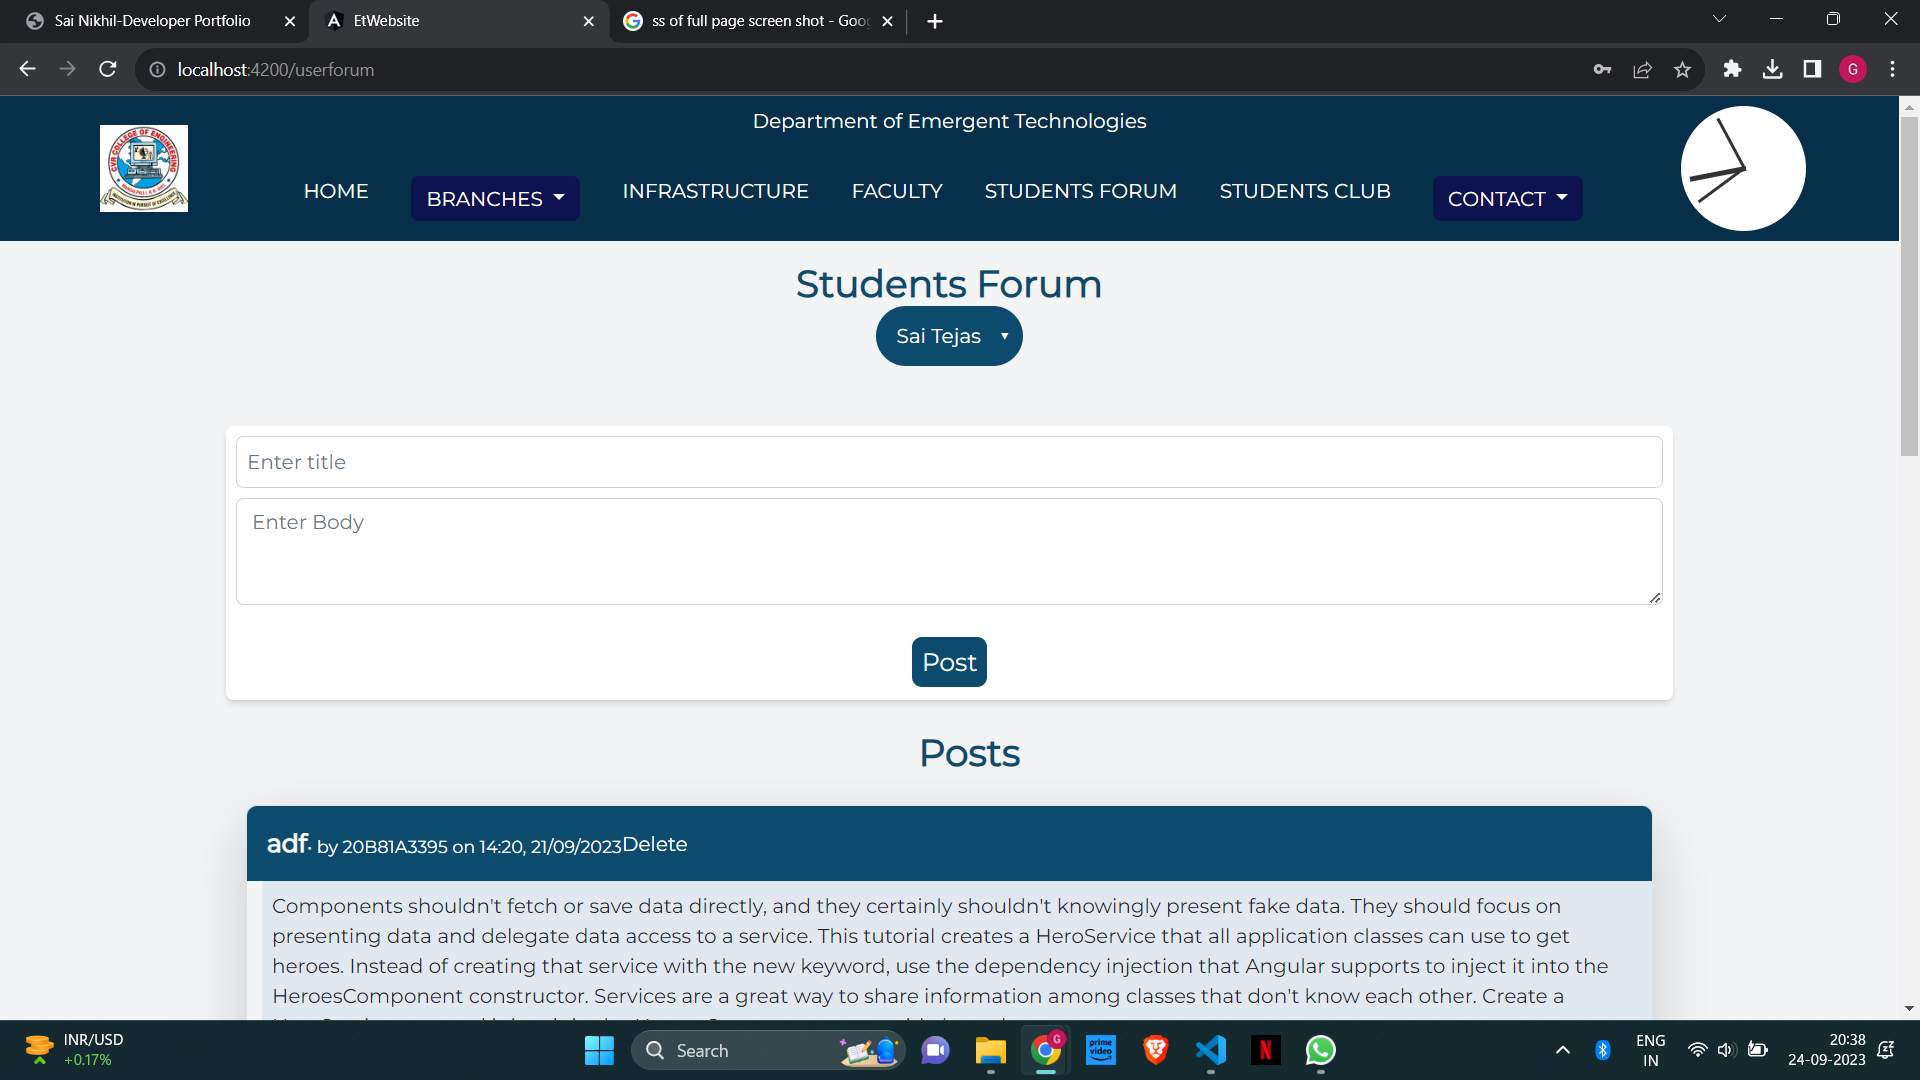 Sai Nikhil-Developer Portfolio
EtWebsite
ss of full page screen shot - Goo
localhost:4200/userforum
G
Department of Emergent Technologies
CVR COLLEGE OF ENGINEERING
HOME
BRANCHES
INFRASTRUCTURE
FACULTY
STUDENTS FORUM
STUDENTS CLUB
CONTACT
Students Forum
Sai Tejas
Enter title
Enter Body
Post
Posts
adf. by 20B81A3395 on 14:20, 21/09/2023Delete
Components shouldn't fetch or save data directly, and they certainly shouldn't knowingly present fake data. They should focus on
presenting data and delegate data access to a service. This tutorial creates a HeroService that all application classes can use to get
heroes. Instead of creating that service with the new keyword, use the dependency injection that Angular supports to inject it into the
HeroesComponent constructor. Services are a great way to share information among classes that don't know each other. Create a
INR/USD
+0.17%
Search
G
prime video
N
ENG
IN
20:38
24-09-2023